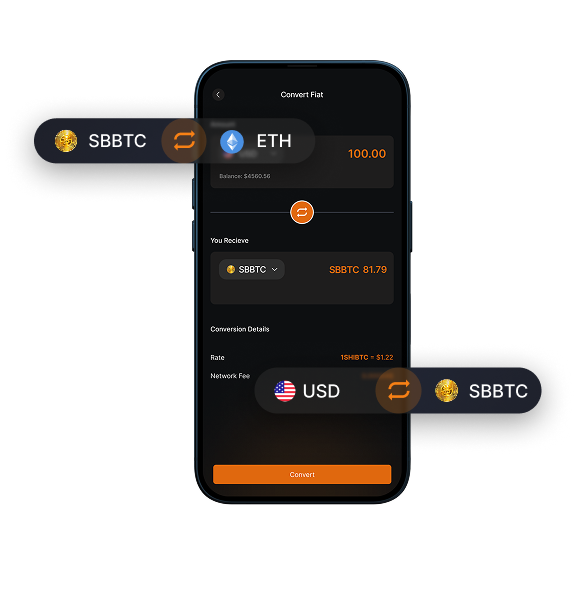 Convert Fiat
SBBTC
ETH
100.00
Balance: $4560.56
You Recieve
SBBTC
SBBTC 81.79
Conversion Details
Rate
1SHIBTC = $1.22
Network Fee
USD
SBBTC
Convert